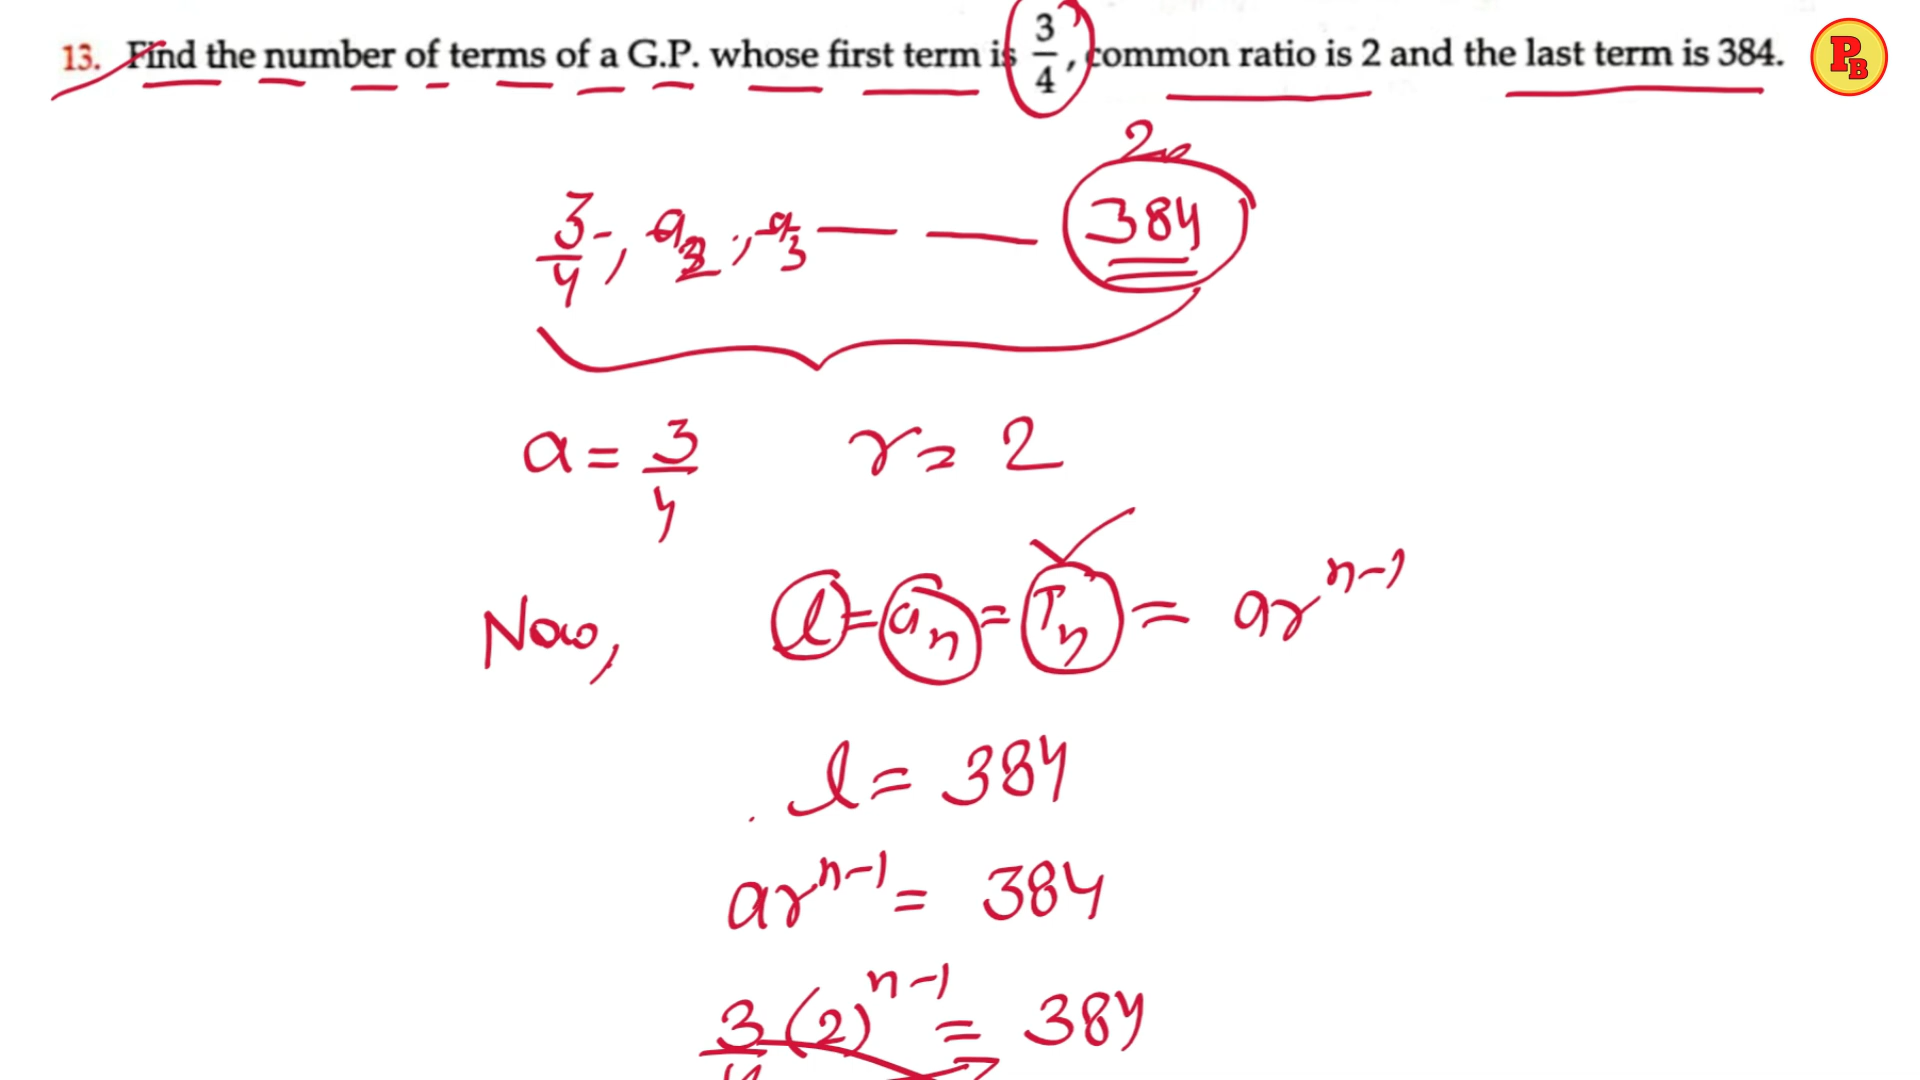 13. Find the number of terms of a G.P. whose first term is 3/4, common ratio is 2 and the last term is 384.
PB
3/4, a2, a3 — — 384
a = 3/4 r = 2
Now, l = an = Tn = ar^n-1
l = 384
ar^n-1 = 384
3/4 (2)^n-1 = 384